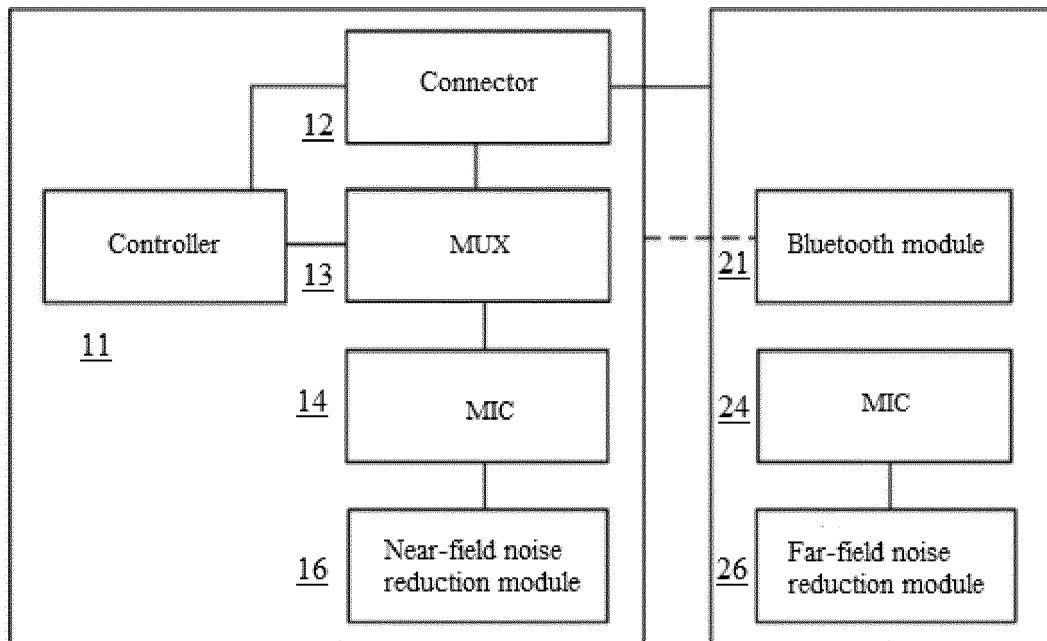 Connector
12
Controller
11
MUX
13
Bluetooth module
21
14
MIC
24
MIC
16
Near-field noise
reduction module
26
Far-field noise
reduction module